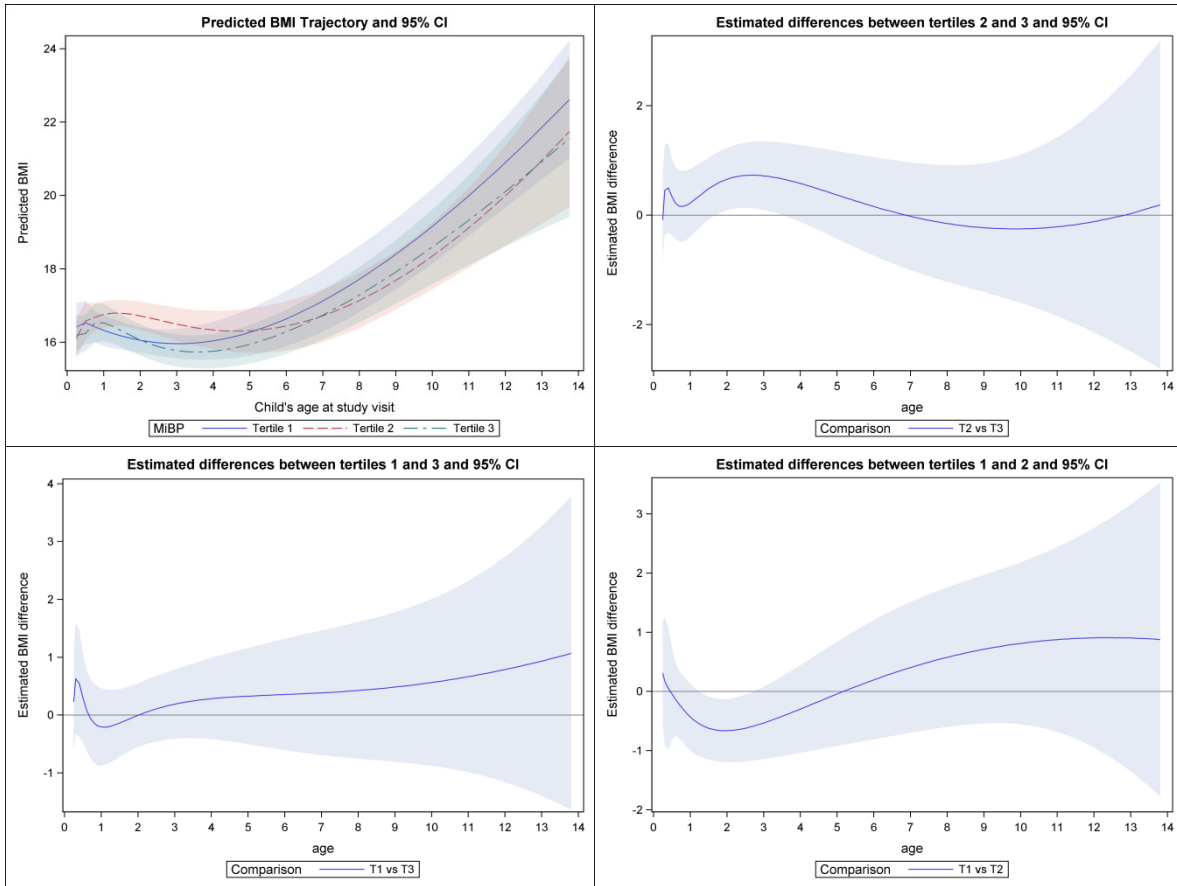 Predicted BMI Trajectory and 95% CI
24
22
20
18
16
Predicted BMI
0 1 2 3 4 5 6 7 8 9 10 11 12 13 14
Child's age at study visit
MiBP Tertile 1 Tertile 2 Tertile 3
Estimated differences between tertiles 2 and 3 and 95% CI
2
0
-2
Estimated BMI difference
0 1 2 3 4 5 6 7 8 9 10 11 12 13 14
age
Comparison T2 vs T3
Estimated differences between tertiles 1 and 3 and 95% CI
4
3
2
1
0
-1
Estimated BMI difference
0 1 2 3 4 5 6 7 8 9 10 11 12 13 14
age
Comparison T1 vs T3
Estimated differences between tertiles 1 and 2 and 95% CI
3
2
1
0
-1
-2
Estimated BMI difference
0 1 2 3 4 5 6 7 8 9 10 11 12 13 14
age
Comparison T1 vs T2